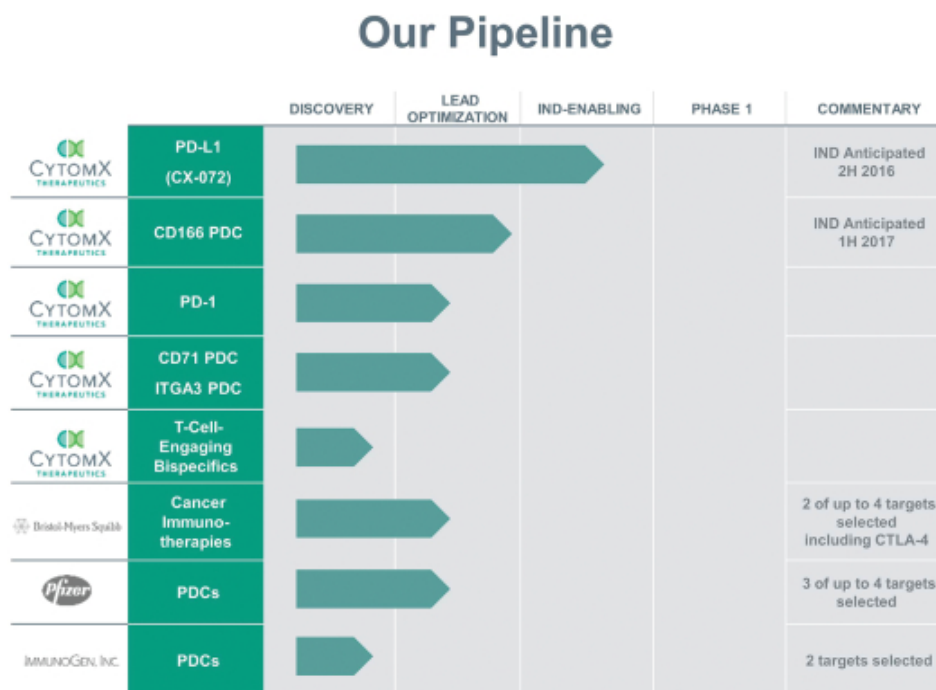 Our Pipeline
DISCOVERY
LEAD
OPTIMIZATION
IND-ENABLING
PHASE 1
COMMENTARY
CYTOMX
THERAPEUTICS
PD-L1
(CX-072)
IND Anticipated
2H 2016
CYTOMX
THERAPEUTICS
CD166 PDC
IND Anticipated
1H 2017
CYTOMX
THERAPEUTICS
PD-1
CYTOMX
THERAPEUTICS
CD71 PDC
ITGA3 PDC
CYTOMX
THERAPEUTICS
T-Cell-
Engaging
Bispecifics
Bristol-Myers Squibb
Cancer
Immuno-
therapies
2 of up to 4 targets
selected
including CTLA-4
Pfizer
PDCs
3 of up to 4 targets
selected
IMMUNOGEN, INC.
PDCs
2 targets selected